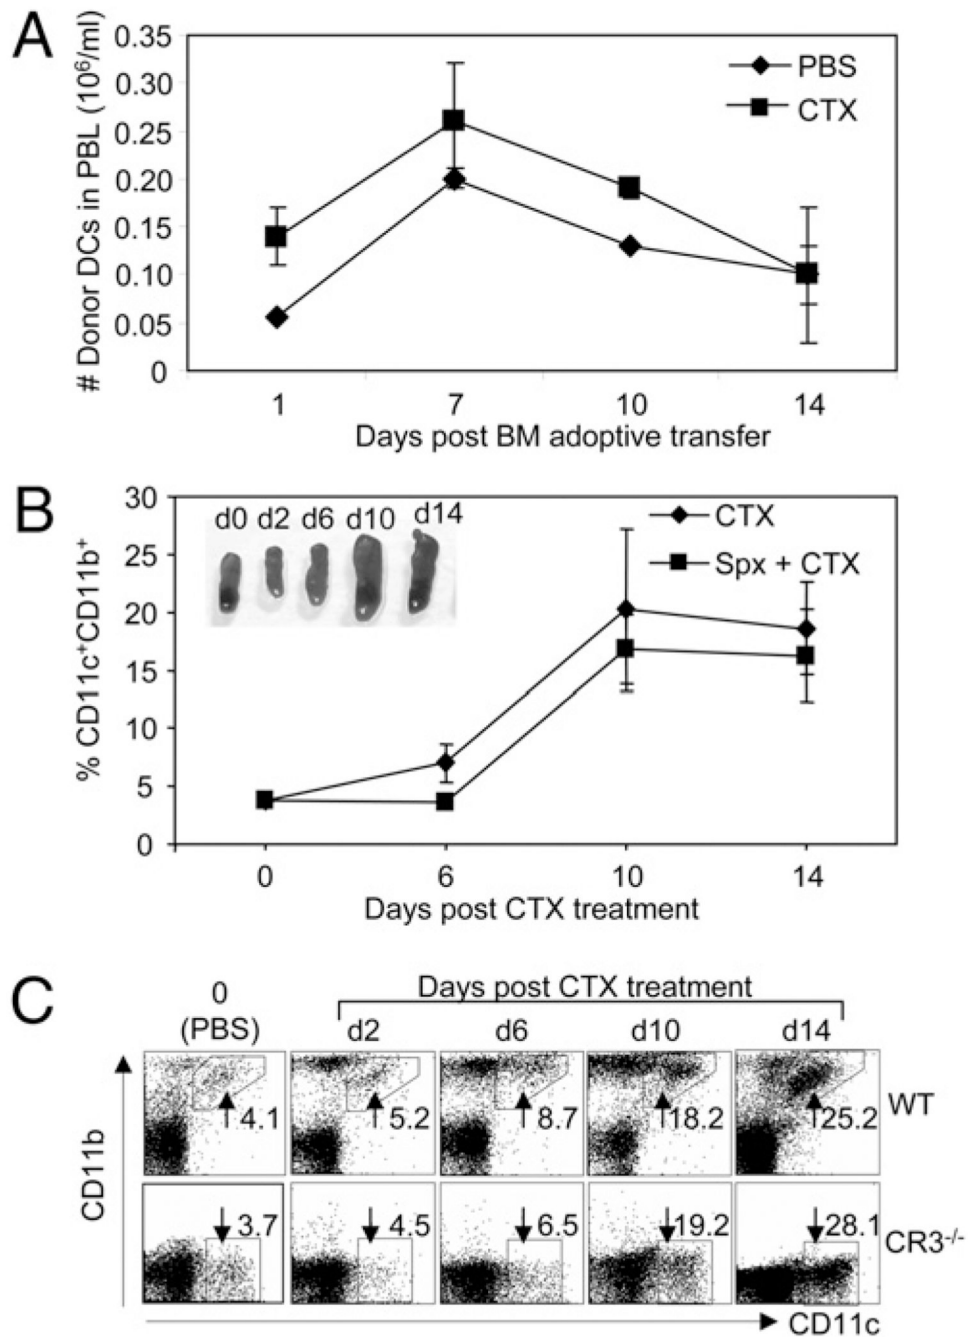 A
# Donor DCs in PBL (10⁶/ml)
0.35
0.30
0.25
0.20
0.15
0.10
0.05
0
PBS
CTX
1 7 10 14
Days post BM adoptive transfer
B
% CD11c⁺CD11b⁺
30
25
20
15
10
5
0
d0 d2 d6 d10 d14
CTX
Spx + CTX
0 6 10 14
Days post CTX treatment
C
0
(PBS)
Days post CTX treatment
d2 d6 d10 d14
CD11b
4.1 5.2 8.7 18.2 25.2 WT
3.7 4.5 6.5 19.2 28.1 CR3⁻/⁻
CD11c